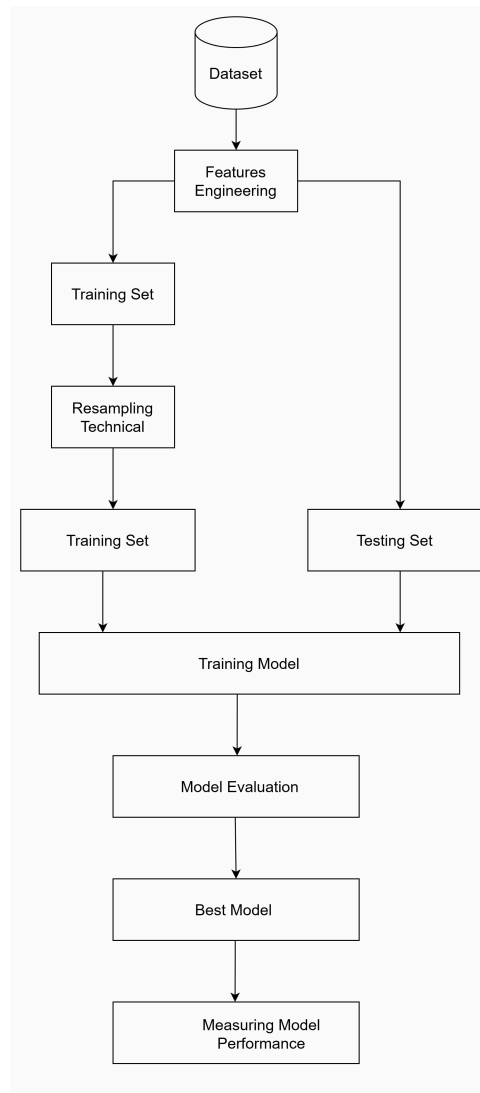 Dataset
Features
Engineering
Training Set
Resampling
Technical
Training Set
Testing Set
Training Model
Model Evaluation
Best Model
Measuring Model
Performance